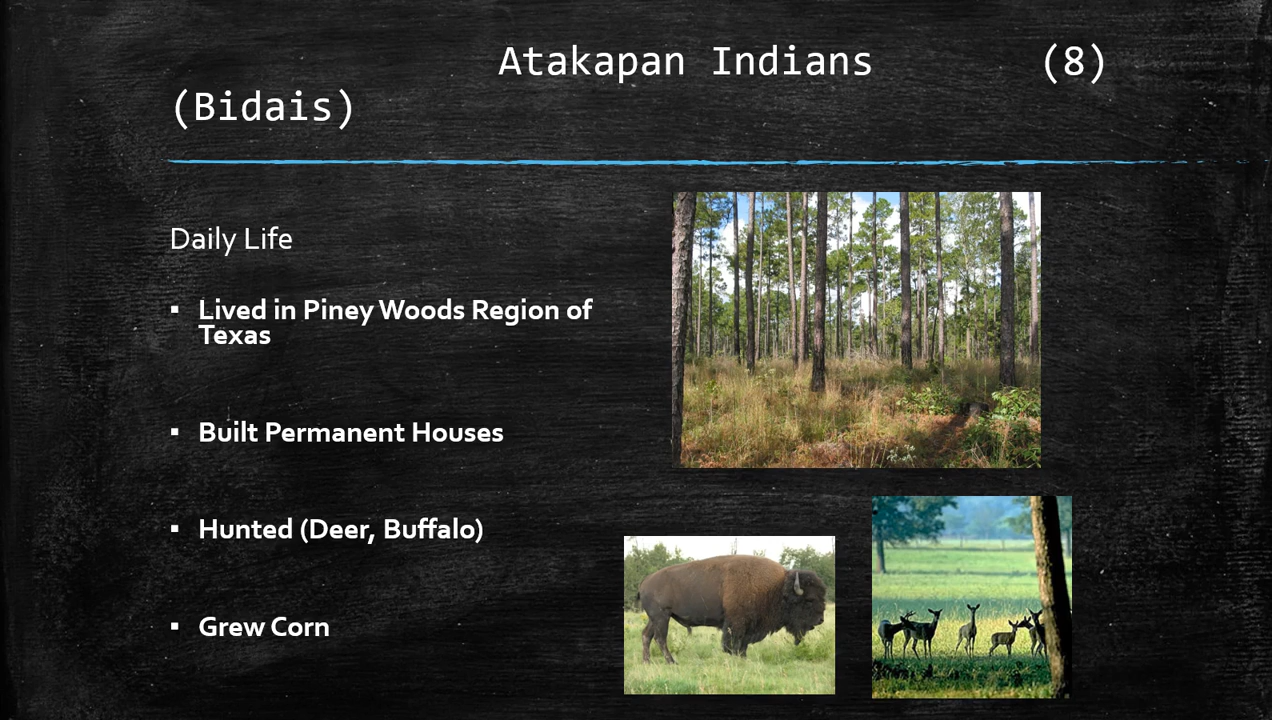 Atakapan Indians (8)
(Bidais)
Daily Life
▪ Lived in Piney Woods Region of
Texas
▪ Built Permanent Houses
▪ Hunted (Deer, Buffalo)
▪ Grew Corn